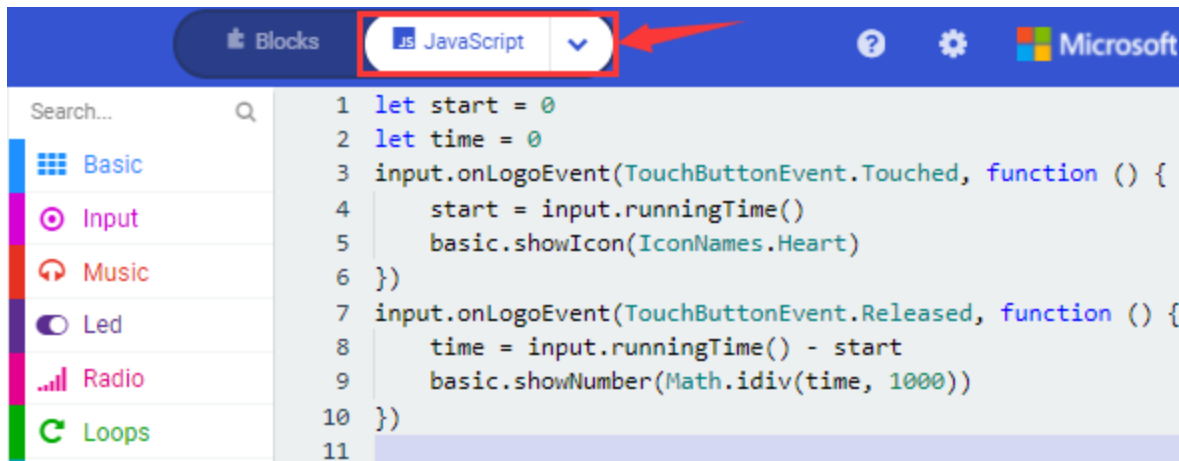 Blocks
JS JavaScript
?
Microsoft
Search...
Basic
Input
Music
Led
Radio
Loops
1 let start = 0
2 let time = 0
3 input.onLogoEvent(TouchButtonEvent.Touched, function () {
4     start = input.runningTime()
5     basic.showIcon(IconNames.Heart)
6 })
7 input.onLogoEvent(TouchButtonEvent.Released, function () {
8     time = input.runningTime() - start
9     basic.showNumber(Math.idiv(time, 1000))
10 })
11